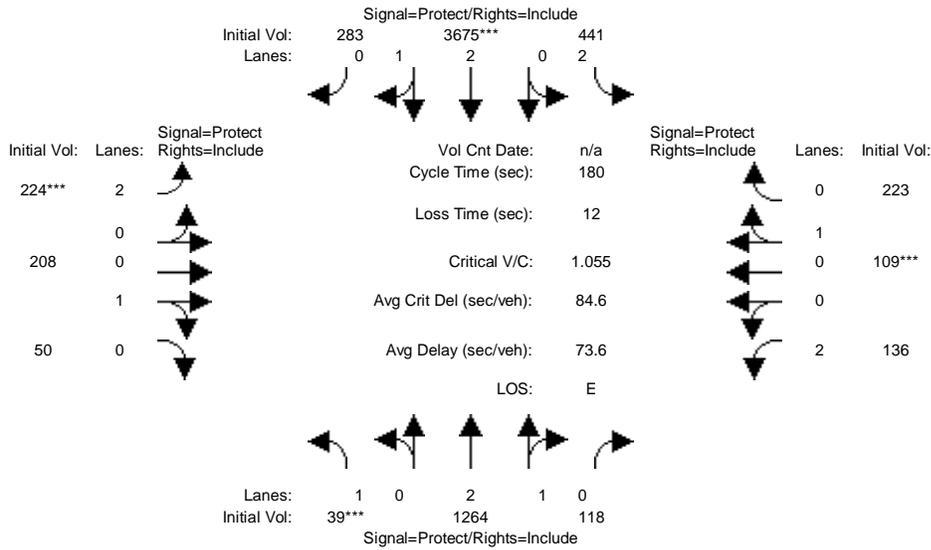 Signal=Protect/Rights=Include
Initial Vol: 283 3675*** 441
Lanes: 0 1 2 0 2
Signal=Protect
Initial Vol: Lanes: Rights=Include
224*** 2
0
208 0
1
50 0
Vol Cnt Date: n/a
Cycle Time (sec): 180
Loss Time (sec): 12
Critical V/C: 1.055
Avg Crit Del (sec/veh): 84.6
Avg Delay (sec/veh): 73.6
LOS: E
Signal=Protect
Rights=Include Lanes: Initial Vol:
0 223
1
0 109***
0
2 136
Lanes: 1 0 2 1 0
Initial Vol: 39*** 1264 118
Signal=Protect/Rights=Include